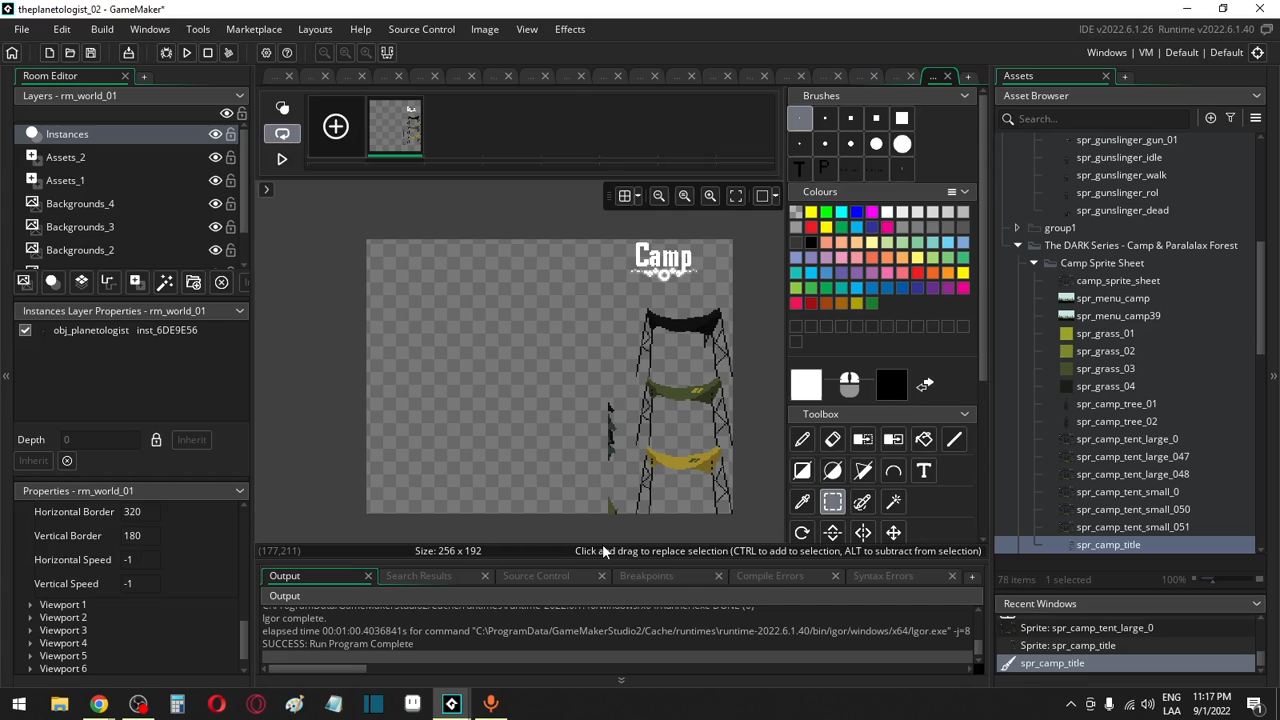 theplanetologist_02 - GameMaker*
File Edit Build Windows Tools Marketplace Layouts Help Source Control Image View Effects
IDE v2022.6.1.26 Runtime v2022.6.1.40
Windows | VM | Default | Default
Room Editor
Layers - rm_world_01
Instances
Assets_2
Assets_1
Backgrounds_4
Backgrounds_3
Backgrounds_2
Instances Layer Properties - rm_world_01
obj_planetologist inst_6DE9E56
Depth 0 Inherit
Inherit
Properties - rm_world_01
Horizontal Border 320
Vertical Border 180
Horizontal Speed -1
Vertical Speed -1
Viewport 1
Viewport 2
Viewport 3
Viewport 4
Viewport 5
Viewport 6
Camp
(177,211) Size: 256 x 192 Click and drag to replace selection (CTRL to add to selection, ALT to subtract from selection)
Output Search Results Source Control Breakpoints Compile Errors Syntax Errors
Output
Igor complete.
elapsed time 00:01:00.4036841s for command "C:\ProgramData/GameMakerStudio2/Cache/runtimes\runtime-2022.6.1.40/bin/igor/windows/x64/Igor.exe" -j=8
SUCCESS: Run Program Complete
Brushes
T P
Colours
Toolbox
T
Assets
Asset Browser
Search...
spr_gunslinger_gun_01
spr_gunslinger_idle
spr_gunslinger_walk
spr_gunslinger_rol
spr_gunslinger_dead
group1
The DARK Series - Camp & Paralalax Forest
Camp Sprite Sheet
camp_sprite_sheet
spr_menu_camp
spr_menu_camp39
spr_grass_01
spr_grass_02
spr_grass_03
spr_grass_04
spr_camp_tree_01
spr_camp_tree_02
spr_camp_tent_large_0
spr_camp_tent_large_047
spr_camp_tent_large_048
spr_camp_tent_small_0
spr_camp_tent_small_050
spr_camp_tent_small_051
spr_camp_title
78 items 1 selected 100%
Recent Windows
Sprite: spr_camp_tent_large_0
Sprite: spr_camp_title
spr_camp_title
ENG
LAA
11:17 PM
9/1/2022